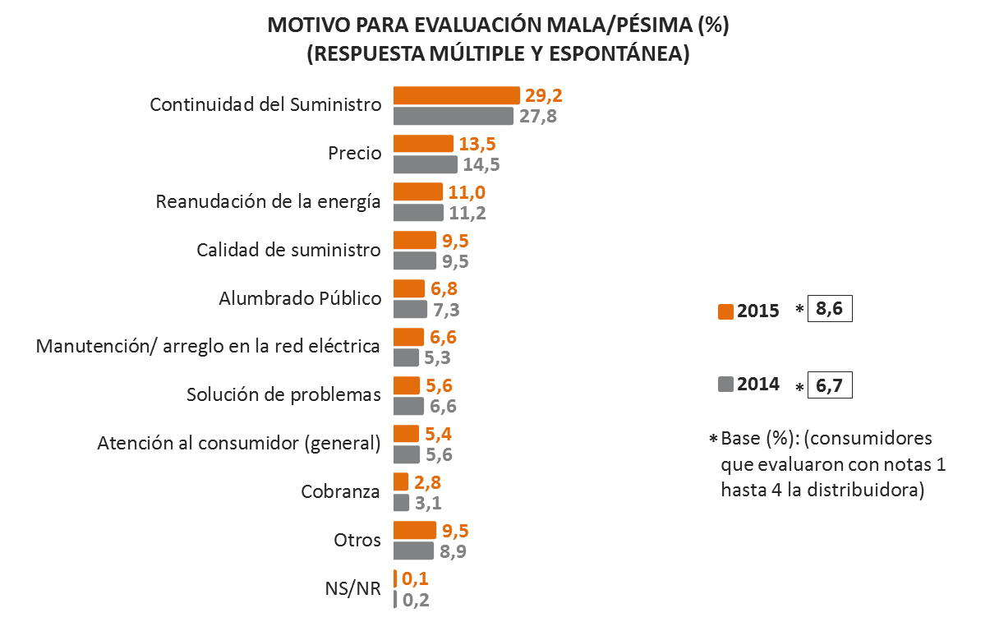 MOTIVO PARA EVALUACIÓN MALA/PÉSIMA (%)
(RESPUESTA MÚLTIPLE Y ESPONTÁNEA)
Continuidad del Suministro
29,2
27,8
Precio
13,5
14,5
Reanudación de la energía
11,0
11,2
Calidad de suministro
9,5
9,5
Alumbrado Público
6,8
7,3
Manutención/ arreglo en la red eléctrica
6,6
5,3
Solución de problemas
5,6
6,6
Atención al consumidor (general)
5,4
5,6
Cobranza
2,8
3,1
Otros
9,5
8,9
NS/NR
0,1
0,2
2015 * 8,6
2014 * 6,7
* Base (%): (consumidores
que evaluaron con notas 1
hasta 4 la distribuidora)